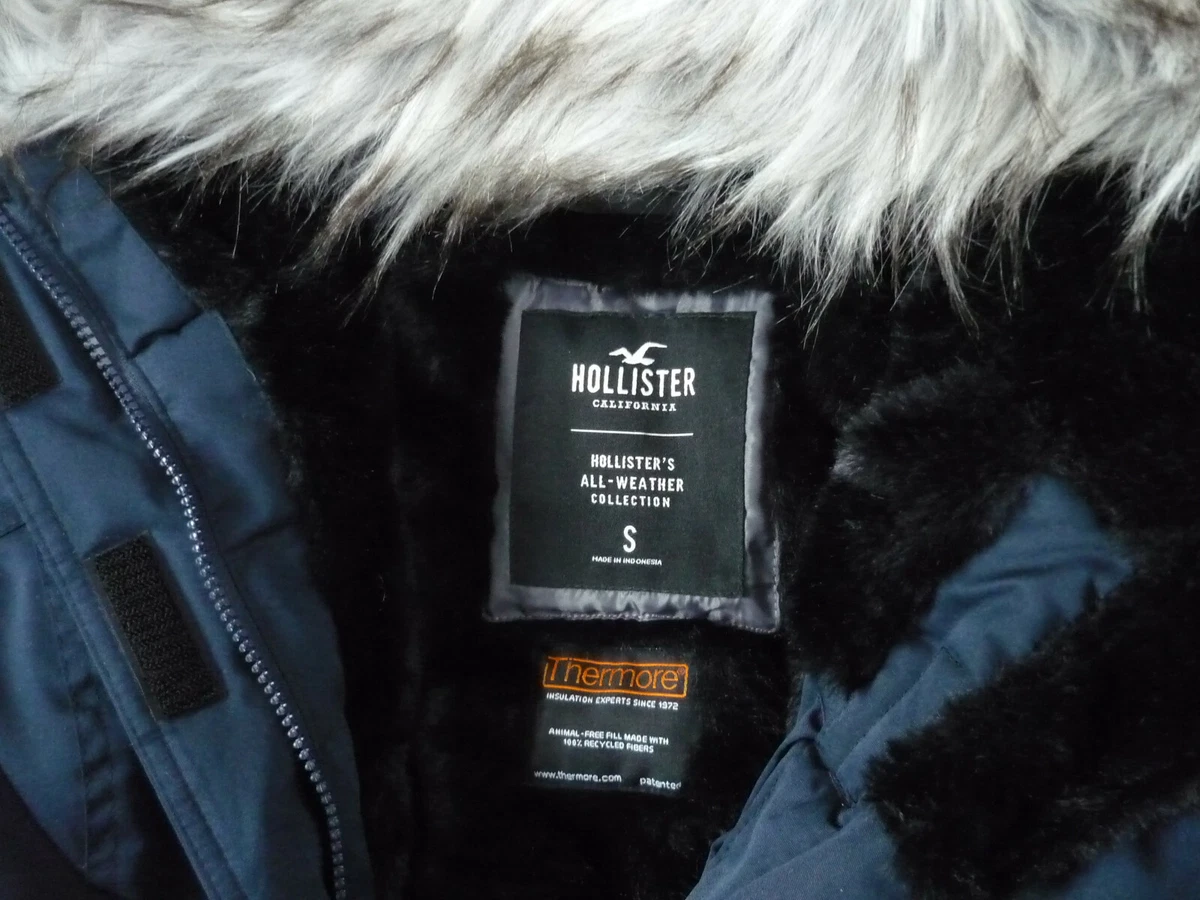 HOLLISTER
CALIFORNIA
HOLLISTER'S
ALL-WEATHER
COLLECTION
S
MADE IN INDONESIA
Thermore®
INSULATION EXPERTS SINCE 1972
ANIMAL-FREE FILL MADE WITH
100% RECYCLED FIBERS
www.thermore.com patented